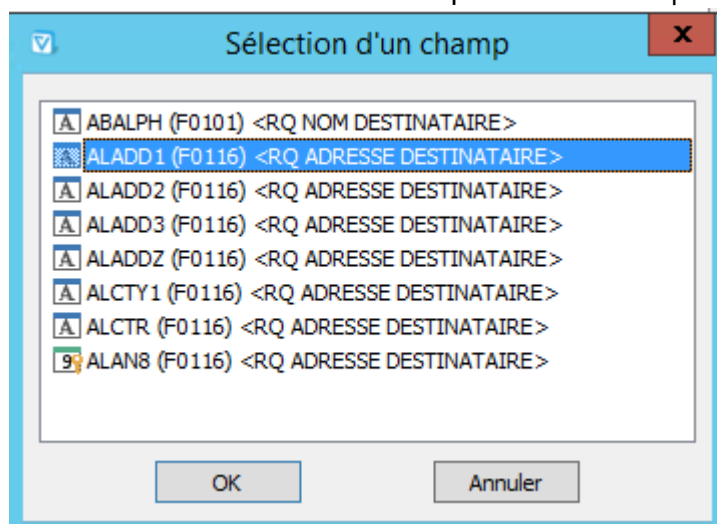 Sélection d'un champ
x
A ABALPH (F0101) <RQ NOM DESTINATAIRE>
A ALADD1 (F0116) <RQ ADRESSE DESTINATAIRE>
A ALADD2 (F0116) <RQ ADRESSE DESTINATAIRE>
A ALADD3 (F0116) <RQ ADRESSE DESTINATAIRE>
A ALADDZ (F0116) <RQ ADRESSE DESTINATAIRE>
A ALCTY1 (F0116) <RQ ADRESSE DESTINATAIRE>
A ALCTR (F0116) <RQ ADRESSE DESTINATAIRE>
9 ALAN8 (F0116) <RQ ADRESSE DESTINATAIRE>
OK Annuler